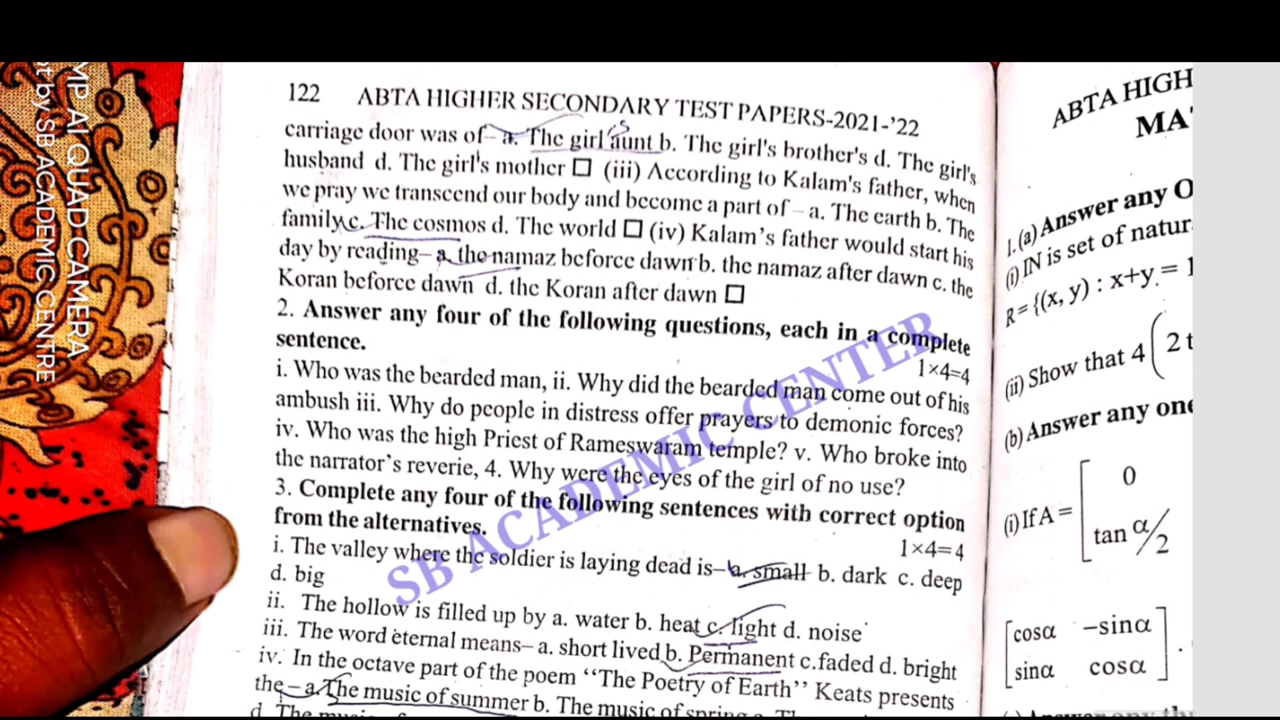 MP AI QUAD CAMERA
ot by SB ACADEMIC CENTRE
122 ABTA HIGHER SECONDARY TEST PAPERS-2021-'22
carriage door was of– a. The girl's aunt b. The girl's brother's d. The girl's
husband d. The girl's mother □ (iii) According to Kalam's father, when
we pray we transcend our body and become a part of – a. The earth b. The
family c. The cosmos d. The world □ (iv) Kalam's father would start his
day by reading– a. the namaz beforee dawn b. the namaz after dawn c. the
Koran beforce dawn d. the Koran after dawn □
2. Answer any four of the following questions, each in a complete
sentence.
1×4=4
i. Who was the bearded man, ii. Why did the bearded man come out of his
ambush iii. Why do people in distress offer prayers to demonic forces?
iv. Who was the high Priest of Rameswaram temple? v. Who broke into
the narrator's reverie, 4. Why were the eyes of the girl of no use?
3. Complete any four of the following sentences with correct option
from the alternatives.
1×4=4
i. The valley where the soldier is laying dead is– a. small b. dark c. deep
d. big
ii. The hollow is filled up by a. water b. heat c. light d. noise
iii. The word eternal means– a. short lived b. Permanent c.faded d. bright
iv. In the octave part of the poem "The Poetry of Earth" Keats presents
the – a. The music of summer b. The music of spring
d. The
SB ACADEMIC CENTER
ABTA HIGH
MA
1. (a) Answer any O
(i) IN is set of natur
R = {(x, y) : x+y = 1
(ii) Show that 4 ( 2 t
(b) Answer any one
(i) If A = [ 0
tan α/2
[cosα −sinα]
[sinα cosα] .